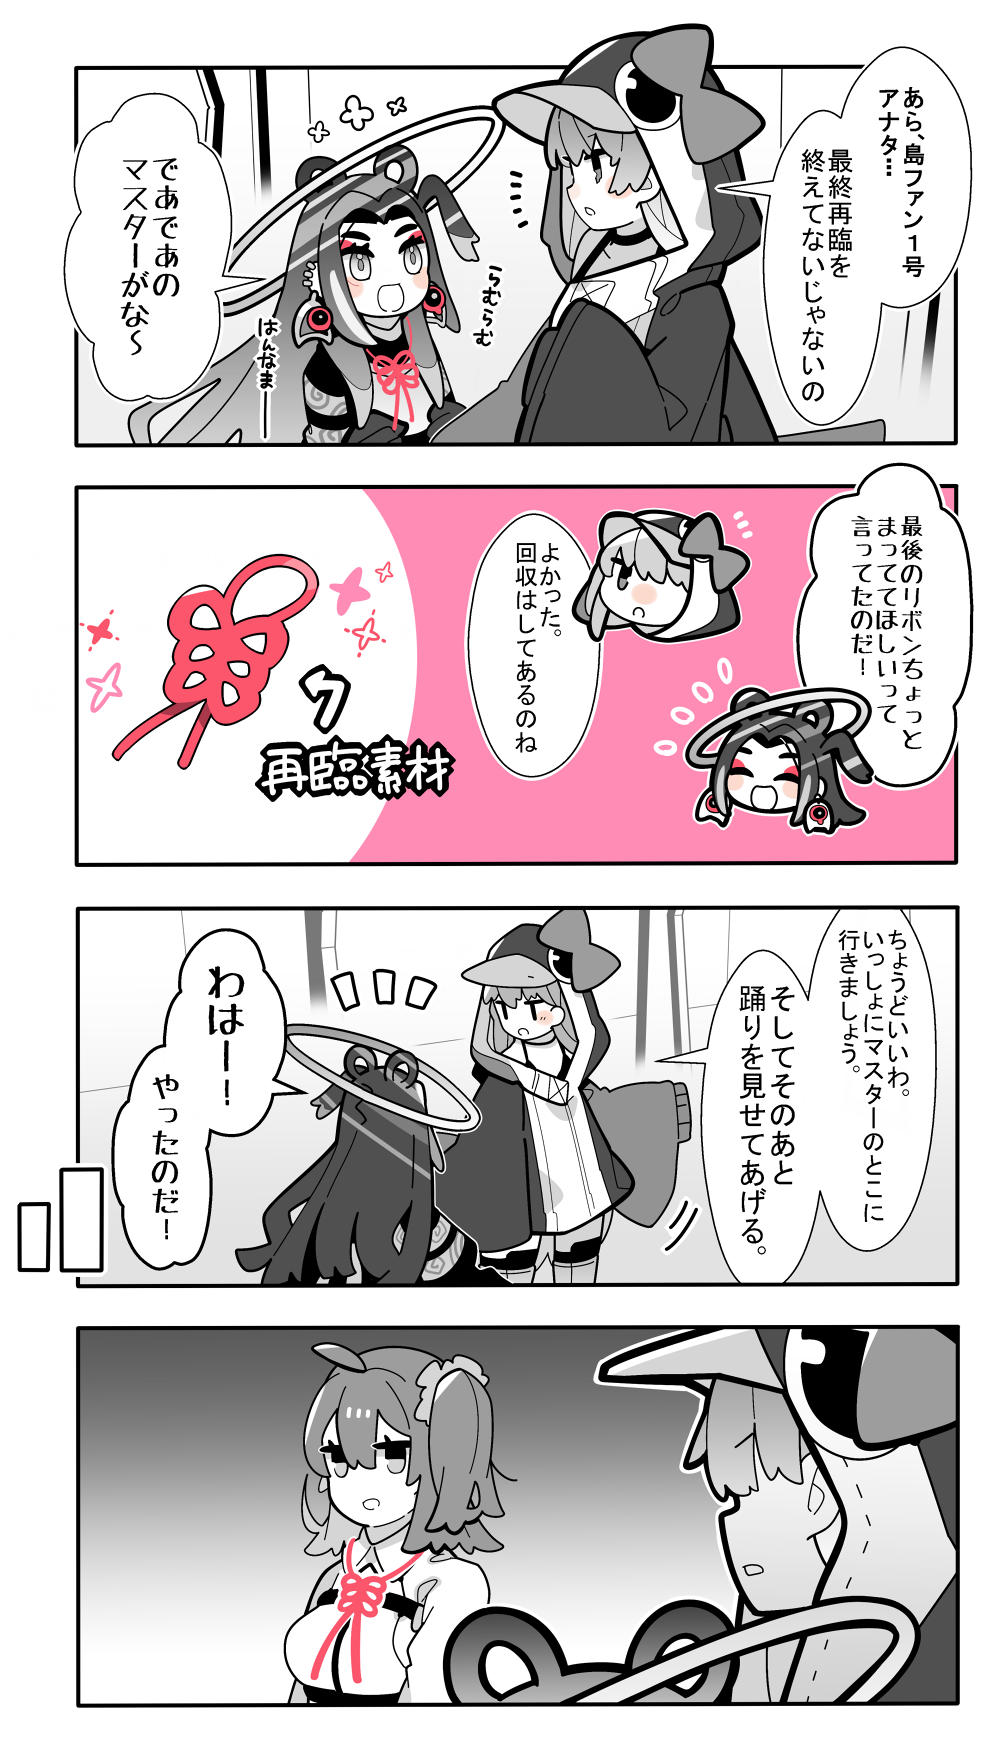 あら、島ファン１号
アナタ…
最終再臨を
終えてないじゃないの
らむらむ
はんなまー
であであの
マスターがな〜
最後のリボンちょっと
まっててほしいって
言ってたのだ！
よかった。
回収はしてあるのね
ク
再臨素材
ちょうどいいわ。
いっしょにマスターのとこに
行きましょう。
そしてそのあと
踊りを見せてあげる。
わはー！
やったのだ！